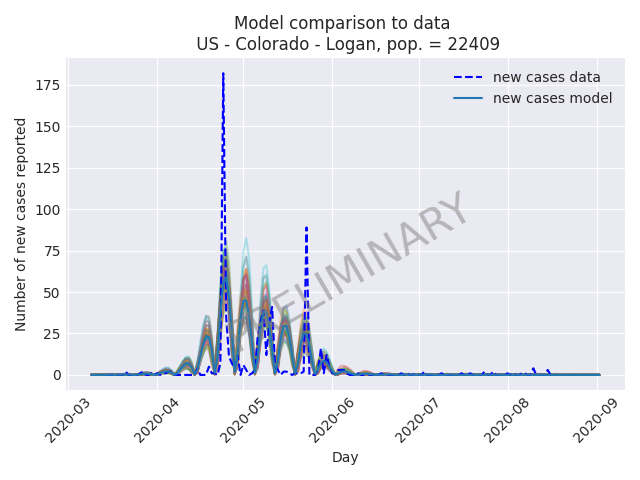 Model comparison to data
US - Colorado - Logan, pop. = 22409
new cases data
new cases model
Number of new cases reported
175
150
125
100
75
50
25
0
PRELIMINARY
2020-03
2020-04
2020-05
2020-06
2020-07
2020-08
2020-09
Day